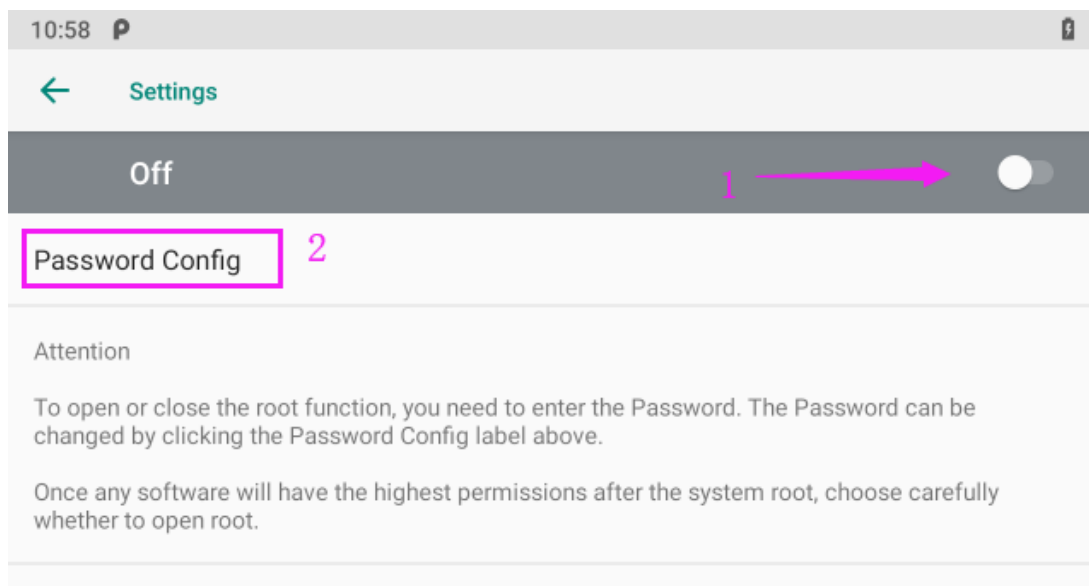 10:58
Settings
Off
1
Password Config
2
Attention
To open or close the root function, you need to enter the Password. The Password can be
changed by clicking the Password Config label above.
Once any software will have the highest permissions after the system root, choose carefully
whether to open root.